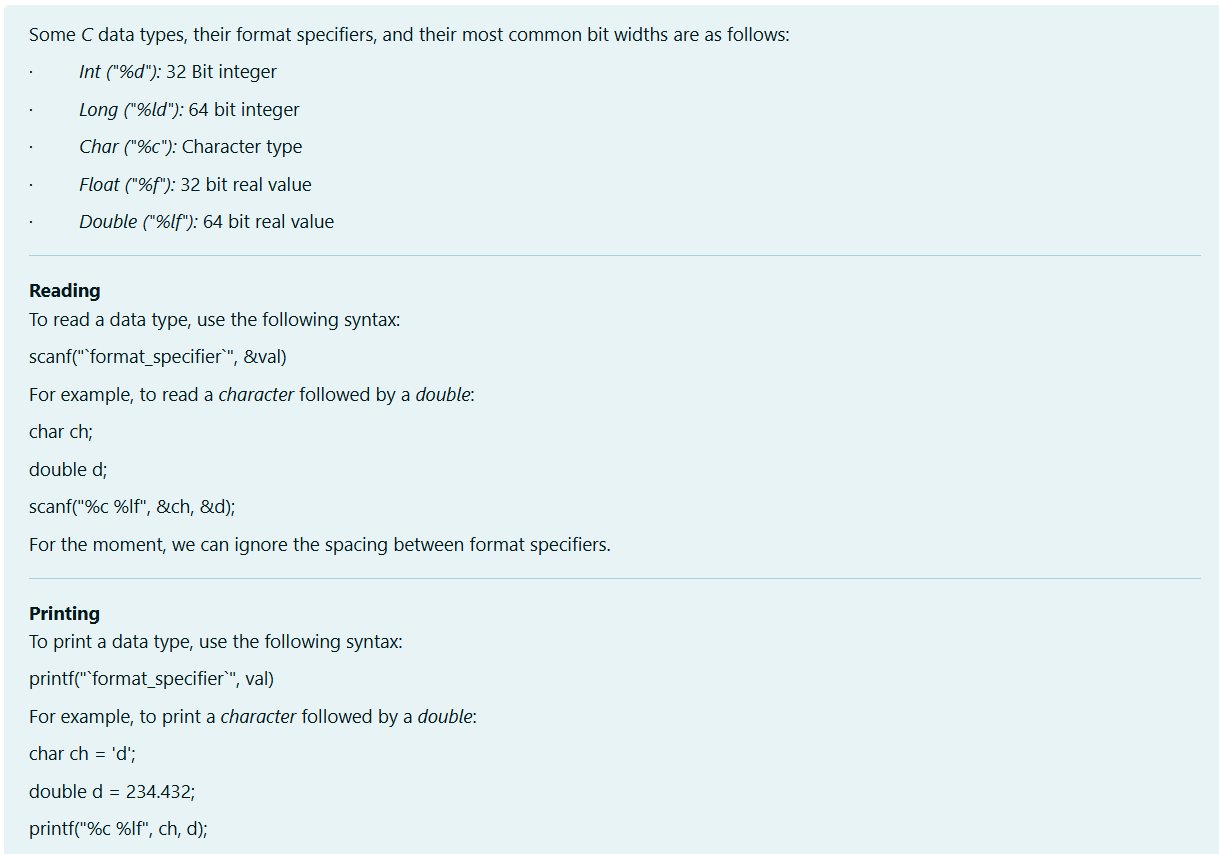 Some C data types, their format specifiers, and their most common bit widths are as follows:
· Int ("%d"): 32 Bit integer
· Long ("%ld"): 64 bit integer
· Char ("%c"): Character type
· Float ("%f"): 32 bit real value
· Double ("%lf"): 64 bit real value
Reading
To read a data type, use the following syntax:
scanf("`format_specifier`", &val)
For example, to read a character followed by a double:
char ch;
double d;
scanf("%c %lf", &ch, &d);
For the moment, we can ignore the spacing between format specifiers.
Printing
To print a data type, use the following syntax:
printf("`format_specifier`", val)
For example, to print a character followed by a double:
char ch = 'd';
double d = 234.432;
printf("%c %lf", ch, d);